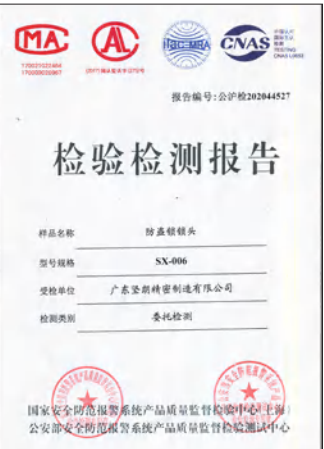 MA
AL
ilac-MRA
CNAS
TESTING
报告编号:公沪检202044527
检验检测报告
样品名称 防盗锁锁头
型号规格 SX-006
受检单位 广东坚朗精密制造有限公司
检测类别 委托检测
国家安全防范报警系统产品质量监督检验中心(上海)
公安部安全防范报警系统产品质量监督检验测试中心